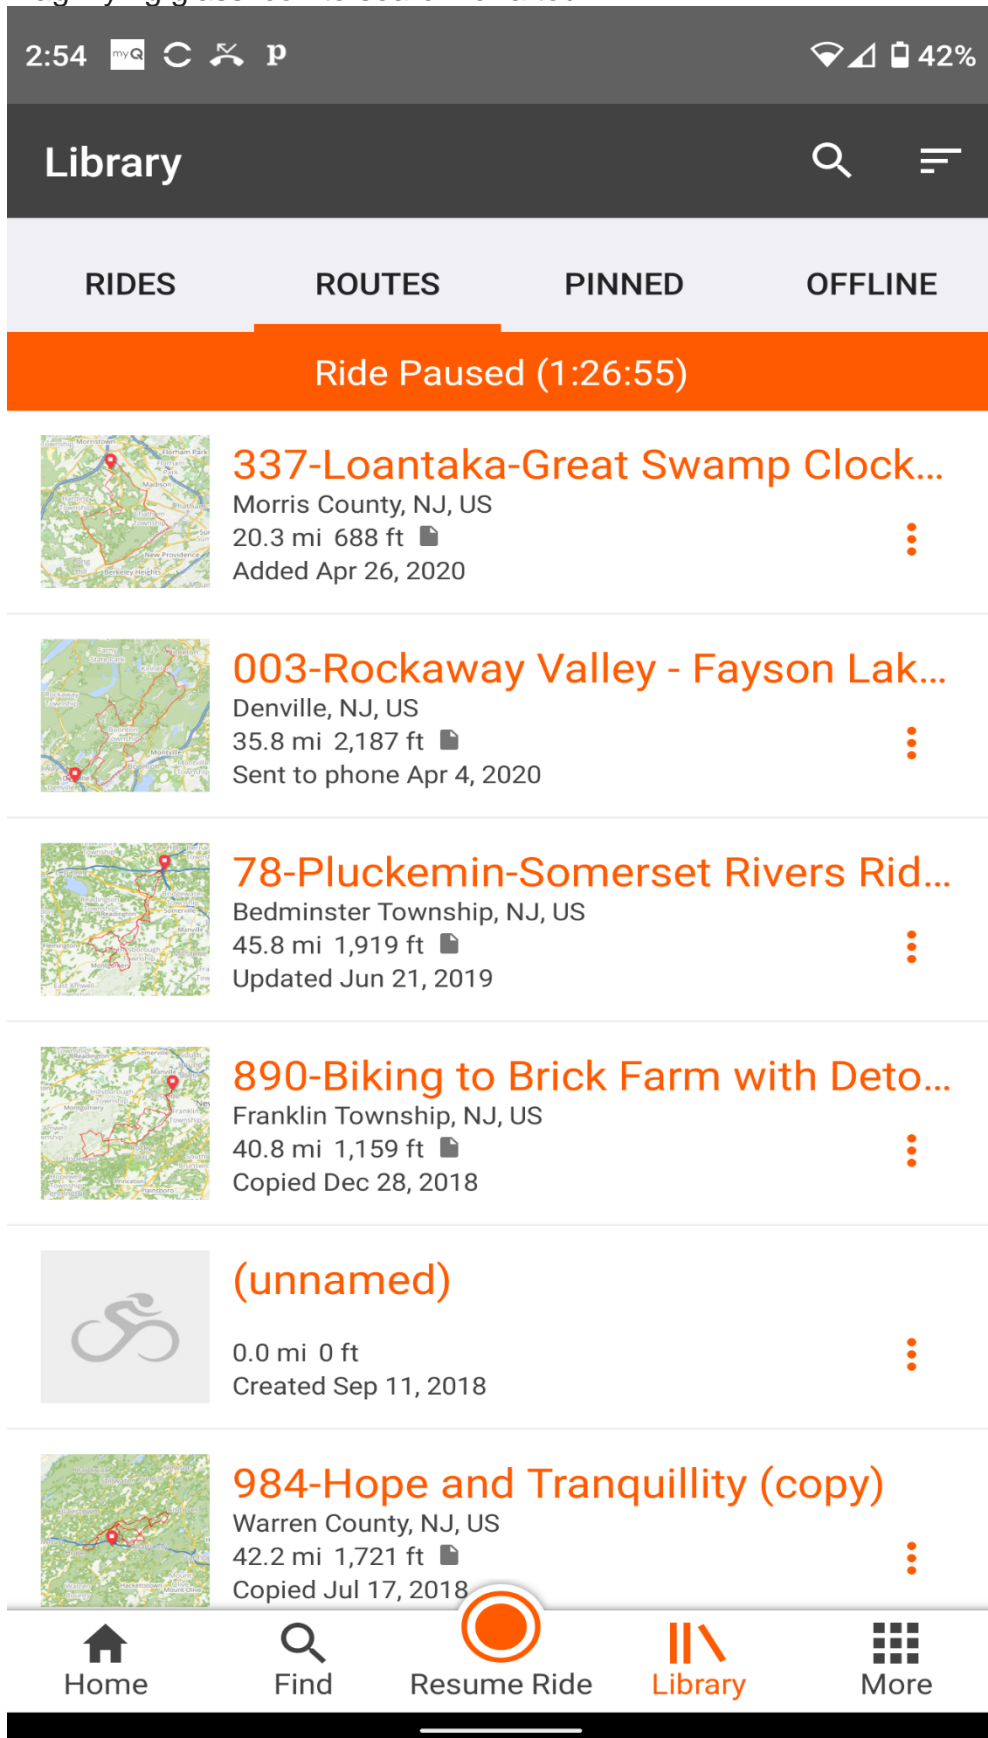 2:54 myQ p 42%
Library
RIDES ROUTES PINNED OFFLINE
Ride Paused (1:26:55)
337-Loantaka-Great Swamp Clock...
Morris County, NJ, US
20.3 mi 688 ft
Added Apr 26, 2020
003-Rockaway Valley - Fayson Lak...
Denville, NJ, US
35.8 mi 2,187 ft
Sent to phone Apr 4, 2020
78-Pluckemin-Somerset Rivers Rid...
Bedminster Township, NJ, US
45.8 mi 1,919 ft
Updated Jun 21, 2019
890-Biking to Brick Farm with Deto...
Franklin Township, NJ, US
40.8 mi 1,159 ft
Copied Dec 28, 2018
(unnamed)
0.0 mi 0 ft
Created Sep 11, 2018
984-Hope and Tranquillity (copy)
Warren County, NJ, US
42.2 mi 1,721 ft
Copied Jul 17, 2018
Home Find Resume Ride Library More